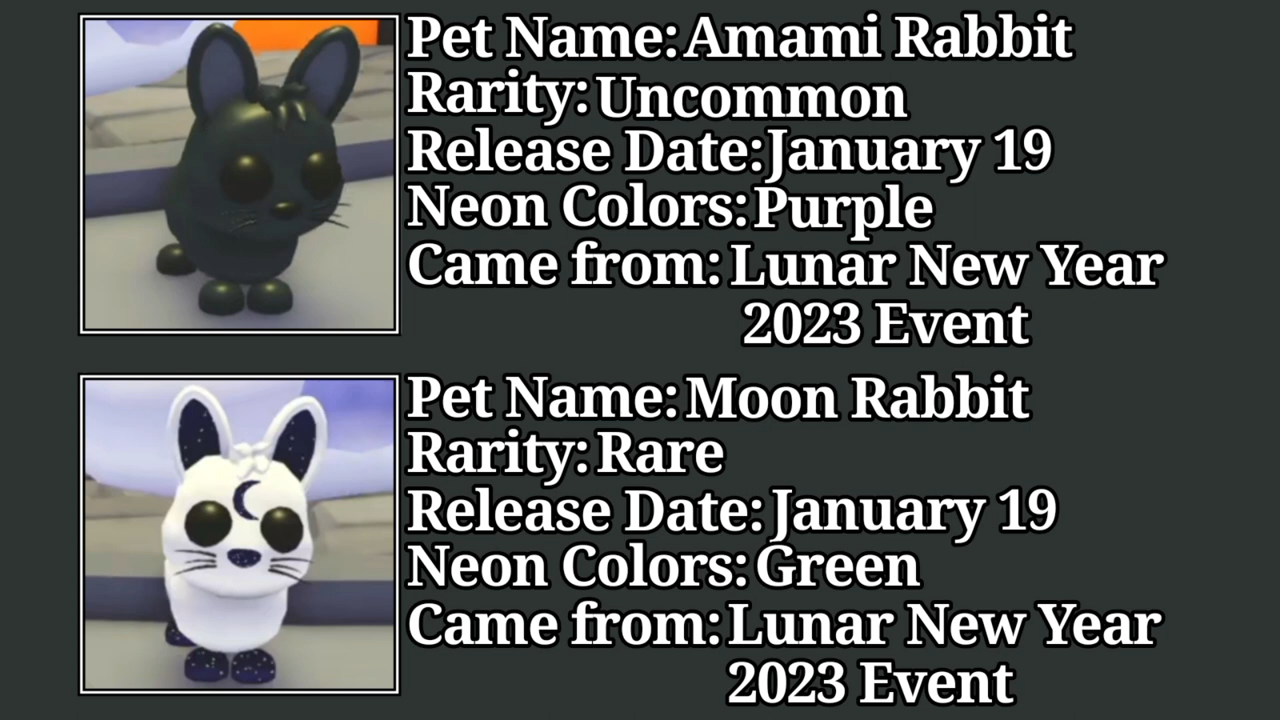 Pet Name: Amami Rabbit
Rarity: Uncommon
Release Date: January 19
Neon Colors: Purple
Came from: Lunar New Year
2023 Event
Pet Name: Moon Rabbit
Rarity: Rare
Release Date: January 19
Neon Colors: Green
Came from: Lunar New Year
2023 Event